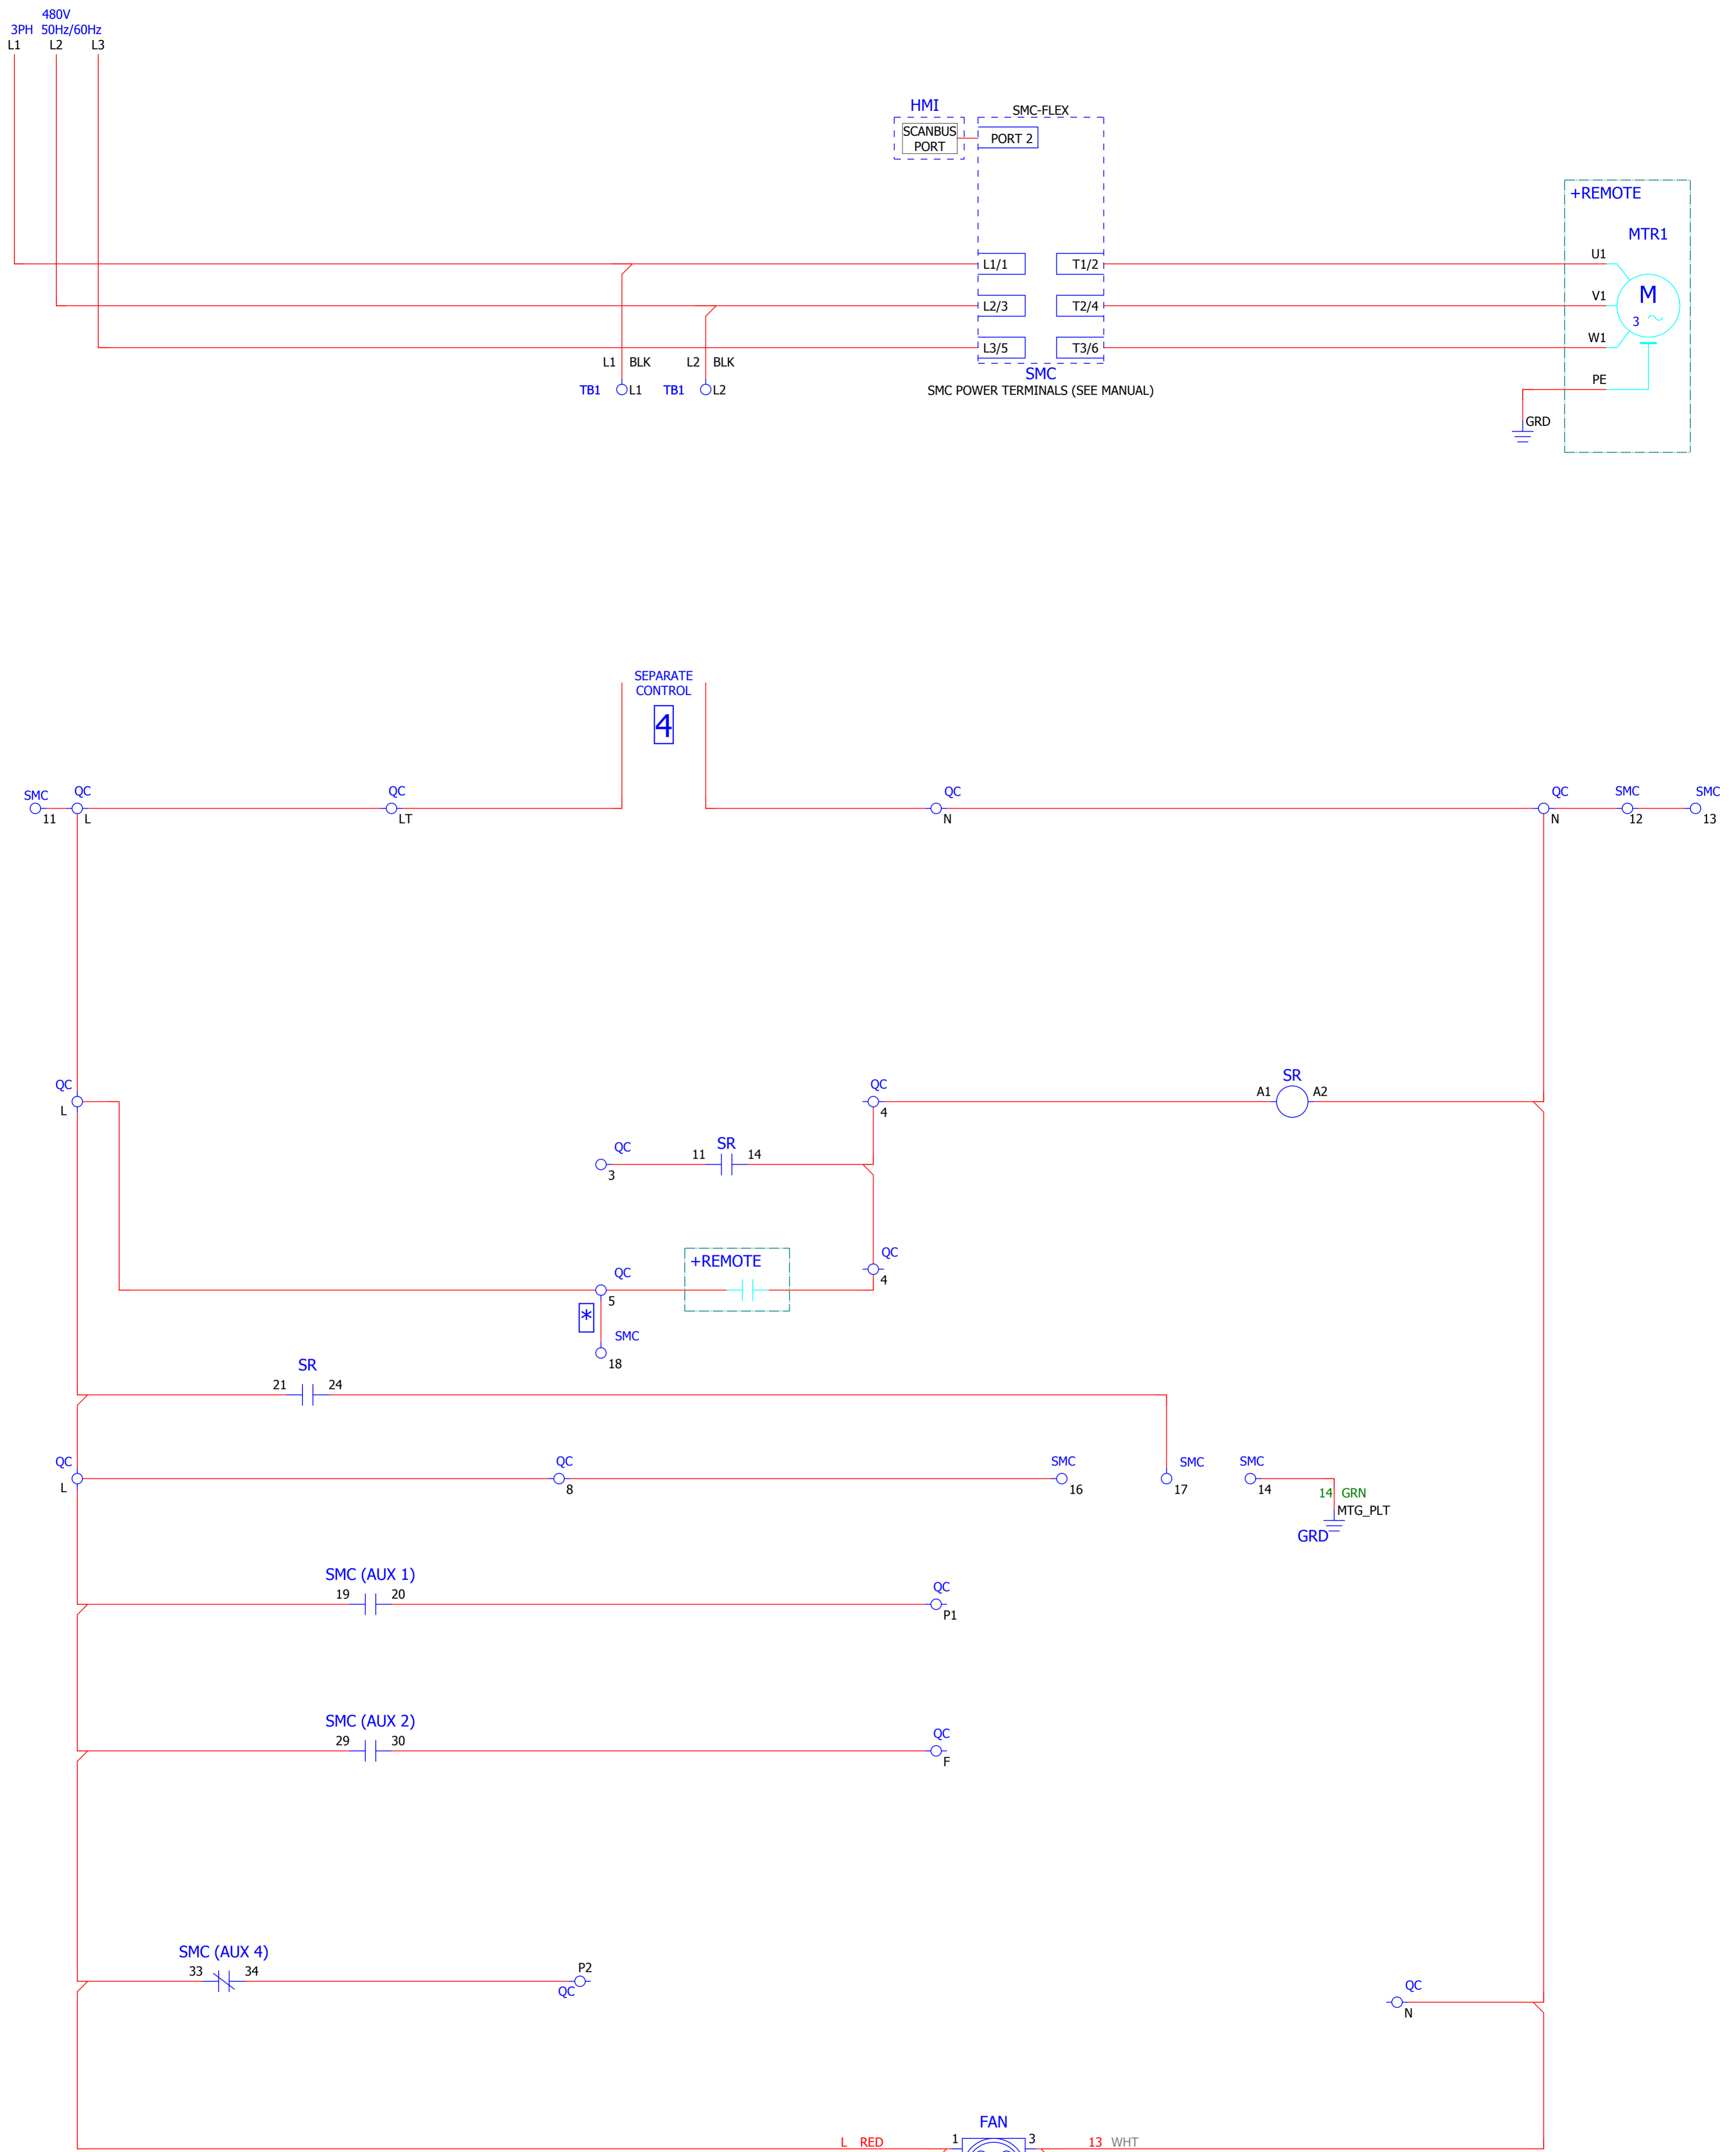 480V
3PH 50Hz/60Hz
L1 L2 L3
HMI
SCANBUS
PORT
SMC-FLEX
PORT 2
+REMOTE
MTR1
L1/1 T1/2 U1
L2/3 T2/4 V1
M
3
L3/5 T3/6 W1
L1 BLK L2 BLK
TB1 L1 TB1 L2
SMC
SMC POWER TERMINALS (SEE MANUAL)
PE
GRD
SEPARATE
CONTROL
4
SMC QC QC QC QC SMC SMC
11 L LT N N 12 13
QC QC SR
L 4 A1 A2
QC SR
3 11 14
+REMOTE
QC QC
5 4
*
SMC
18
SR
21 24
QC QC SMC SMC SMC
L 8 16 17 14
14 GRN
MTG_PLT
GRD
SMC (AUX 1)
19 20 QC
P1
SMC (AUX 2)
29 30 QC
F
SMC (AUX 4)
33 34 P2
QC
QC
N
FAN
L RED 1 3 13 WHT